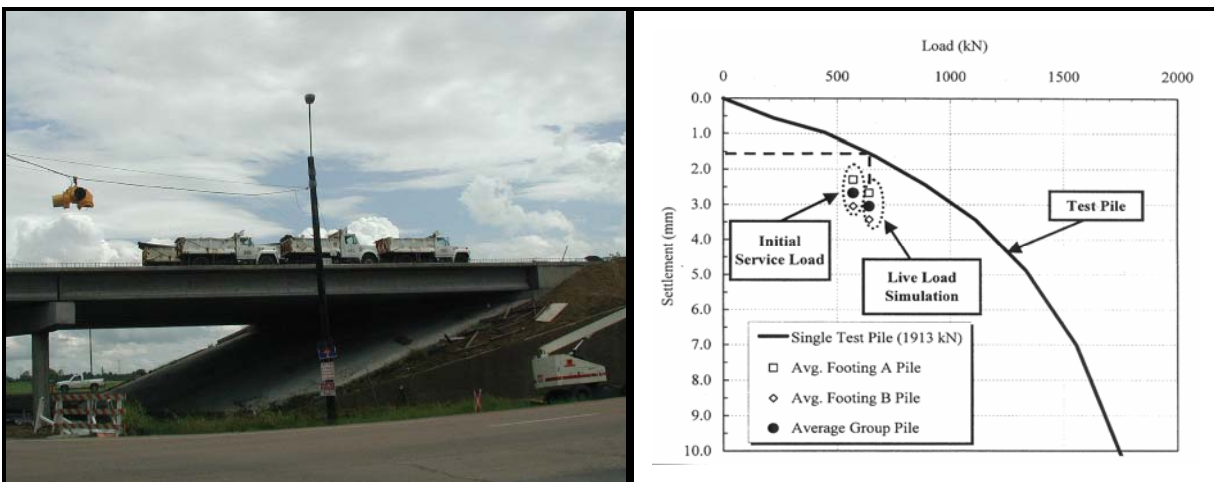 Load (kN)
0 500 1000 1500 2000
0.0
1.0
2.0
3.0
4.0
5.0
6.0
7.0
8.0
9.0
10.0
Settlement (mm)
Test Pile
Initial
Service Load
Live Load
Simulation
Single Test Pile (1913 kN)
Avg. Footing A Pile
Avg. Footing B Pile
Average Group Pile